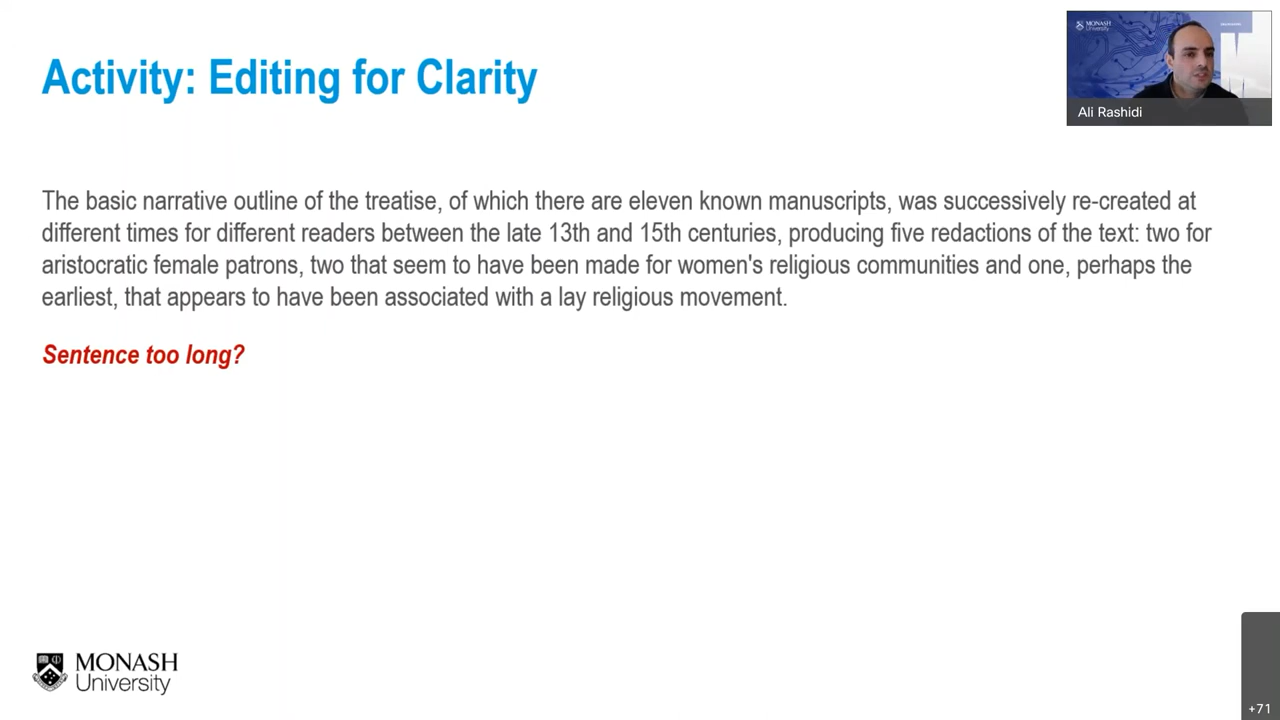 Activity: Editing for Clarity
MONASH
University
Ali Rashidi
The basic narrative outline of the treatise, of which there are eleven known manuscripts, was successively re-created at
different times for different readers between the late 13th and 15th centuries, producing five redactions of the text: two for
aristocratic female patrons, two that seem to have been made for women's religious communities and one, perhaps the
earliest, that appears to have been associated with a lay religious movement.
Sentence too long?
MONASH
University
+71